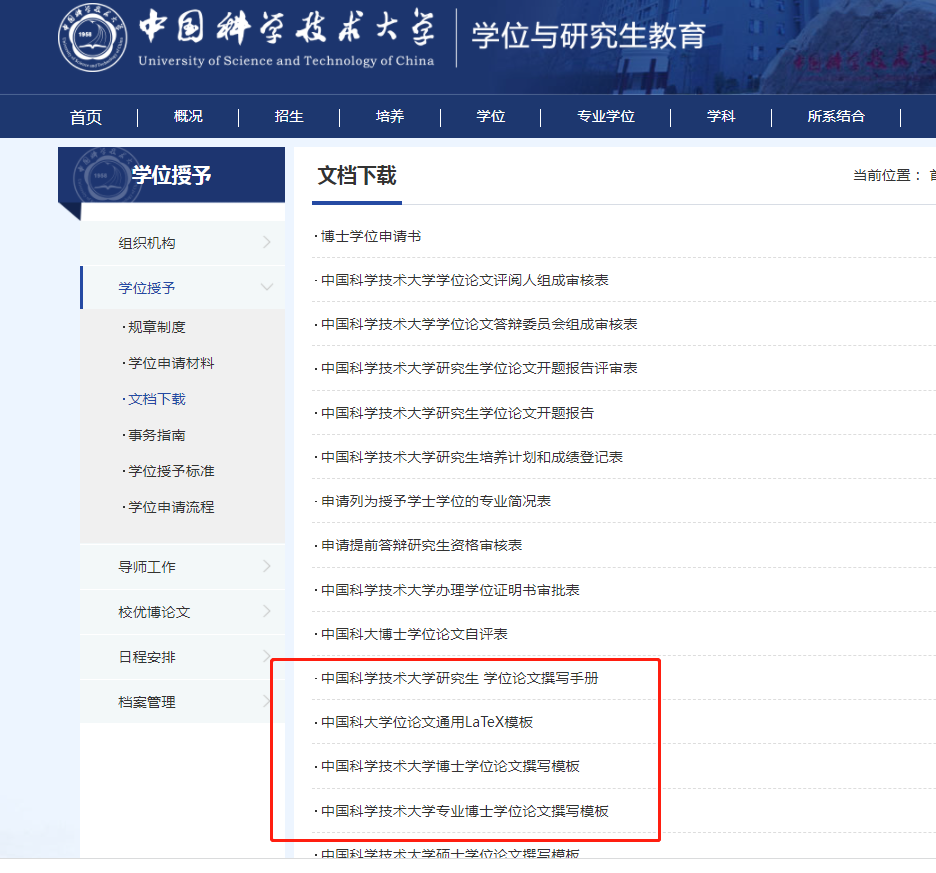 中国科学技术大学
University of Science and Technology of China
学位与研究生教育
1958
首页
概况
招生
培养
学位
专业学位
学科
所系结合
学位授予
组织机构
学位授予
·规章制度
·学位申请材料
·文档下载
·事务指南
·学位授予标准
·学位申请流程
导师工作
校优博论文
日程安排
档案管理
文档下载
当前位置：
·博士学位申请书
·中国科学技术大学学位论文评阅人组成审核表
·中国科学技术大学学位论文答辩委员会组成审核表
·中国科学技术大学研究生学位论文开题报告评审表
·中国科学技术大学研究生学位论文开题报告
·中国科学技术大学研究生培养计划和成绩登记表
·申请列为授予学士学位的专业简况表
·申请提前答辩研究生资格审核表
·中国科学技术大学办理学位证明书审批表
·中国科大博士学位论文自评表
·中国科学技术大学研究生 学位论文撰写手册
·中国科大学位论文通用LaTeX模板
·中国科学技术大学博士学位论文撰写模板
·中国科学技术大学专业博士学位论文撰写模板
·中国科学技术大学硕士学位论文撰写模板